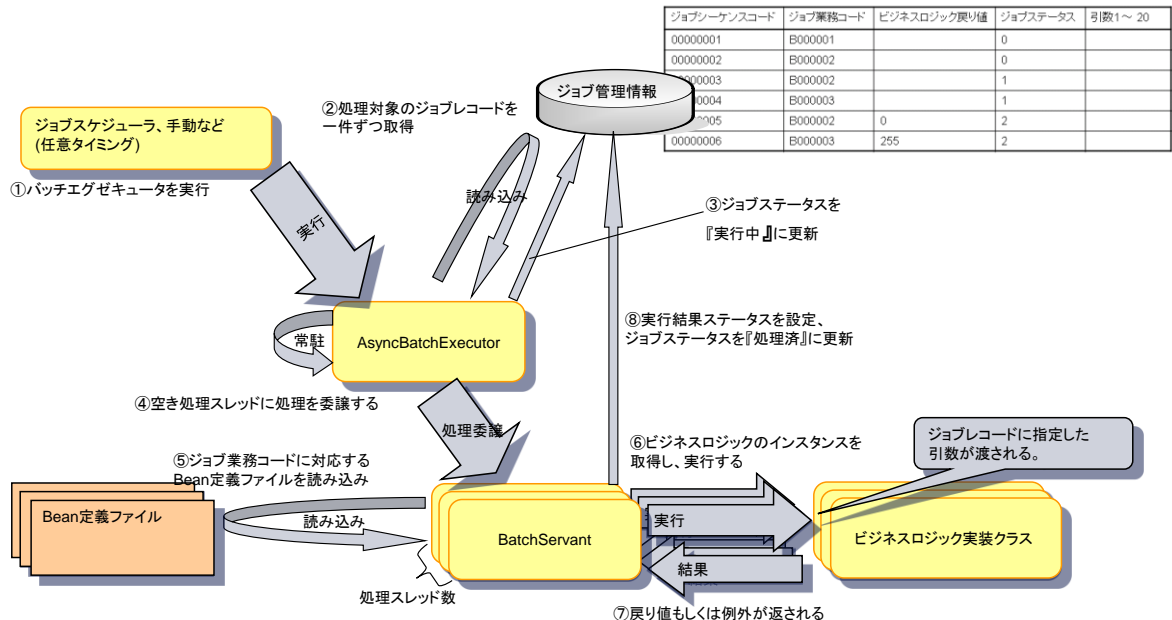 ジョブシーケンスコード ジョブ業務コード ビジネスロジック戻り値 ジョブステータス 引数1～ 20
00000001 B000001 0
00000002 B000002 0
0000003 B000002 1
0004 B000003 1
05 B000002 0 2
00000006 B000003 255 2
ジョブ管理情報
②処理対象のジョブレコードを
一件ずつ取得
ジョブスケジューラ、手動など
(任意タイミング)
①バッチエグゼキュータを実行
実行
読み込み
③ジョブステータスを
『実行中』に更新
常駐
AsyncBatchExecutor
⑧実行結果ステータスを設定、
ジョブステータスを『処理済』に更新
④空き処理スレッドに処理を委譲する
処理委譲
⑥ビジネスロジックのインスタンスを
取得し、実行する
ジョブレコードに指定した
引数が渡される。
⑤ジョブ業務コードに対応する
Bean定義ファイルを読み込み
Bean定義ファイル
読み込み
BatchServant
実行
結果
ビジネスロジック実装クラス
処理スレッド数
⑦戻り値もしくは例外が返される